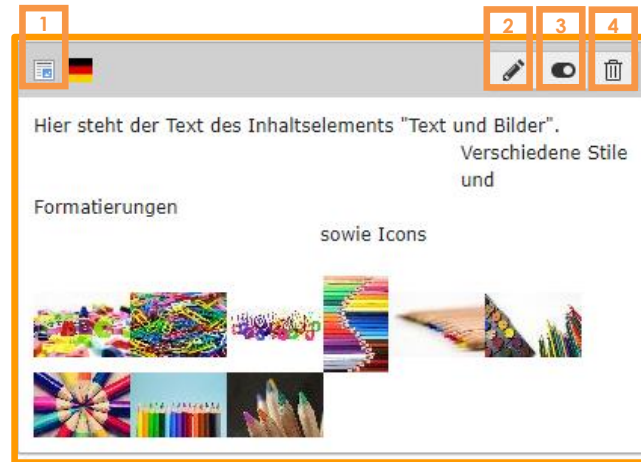 1 2 3 4
Hier steht der Text des Inhaltselements "Text und Bilder".
Verschiedene Stile
und
Formatierungen
sowie Icons